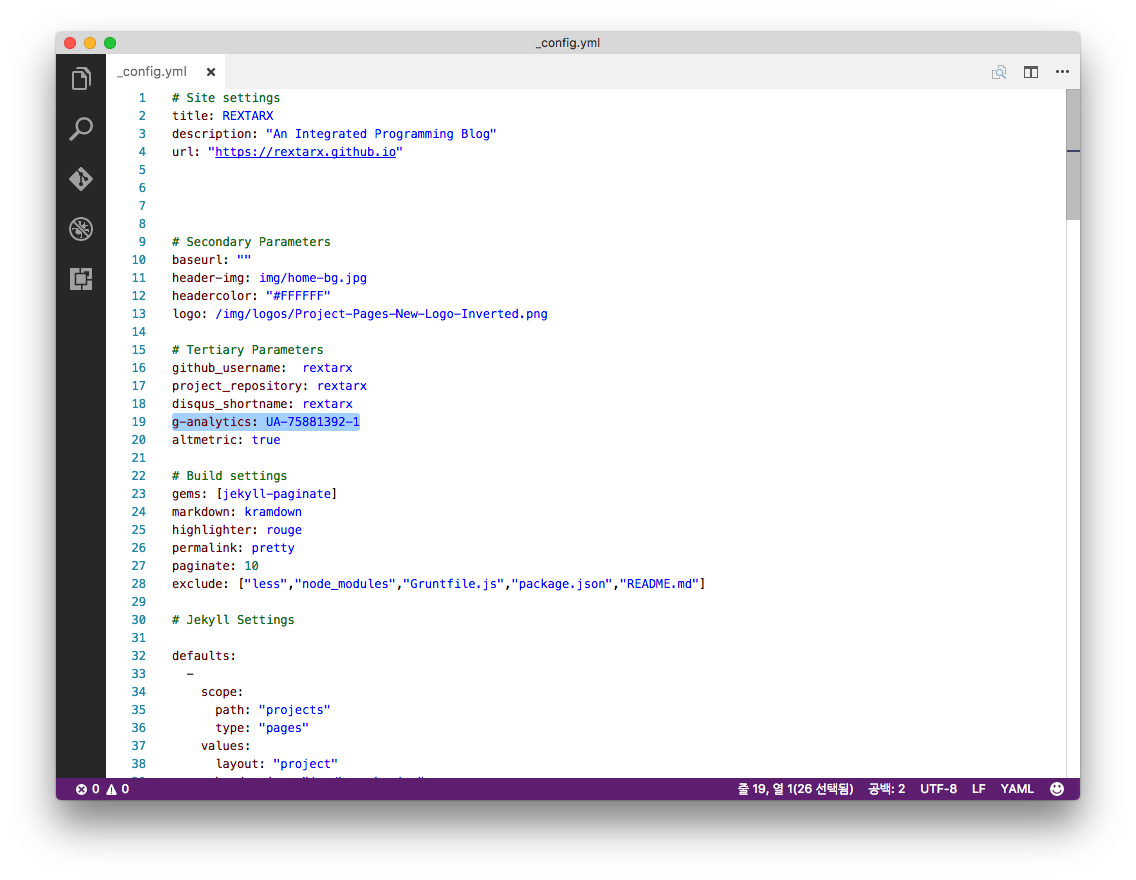 _config.yml
_config.yml
1 # Site settings
2 title: REXTARX
3 description: "An Integrated Programming Blog"
4 url: "https://rextarx.github.io"
5
6
7
8
9 # Secondary Parameters
10 baseurl: ""
11 header-img: img/home-bg.jpg
12 headercolor: "#FFFFFF"
13 logo: /img/logos/Project-Pages-New-Logo-Inverted.png
14
15 # Tertiary Parameters
16 github_username:  rextarx
17 project_repository: rextarx
18 disqus_shortname: rextarx
19 g-analytics: UA-75881392-1
20 altmetric: true
21
22 # Build settings
23 gems: [jekyll-paginate]
24 markdown: kramdown
25 highlighter: rouge
26 permalink: pretty
27 paginate: 10
28 exclude: ["less","node_modules","Gruntfile.js","package.json","README.md"]
29
30 # Jekyll Settings
31
32 defaults:
33   -
34     scope:
35       path: "projects"
36       type: "pages"
37     values:
38       layout: "project"
0 0 줄 19, 열 1(26 선택됨) 공백: 2 UTF-8 LF YAML